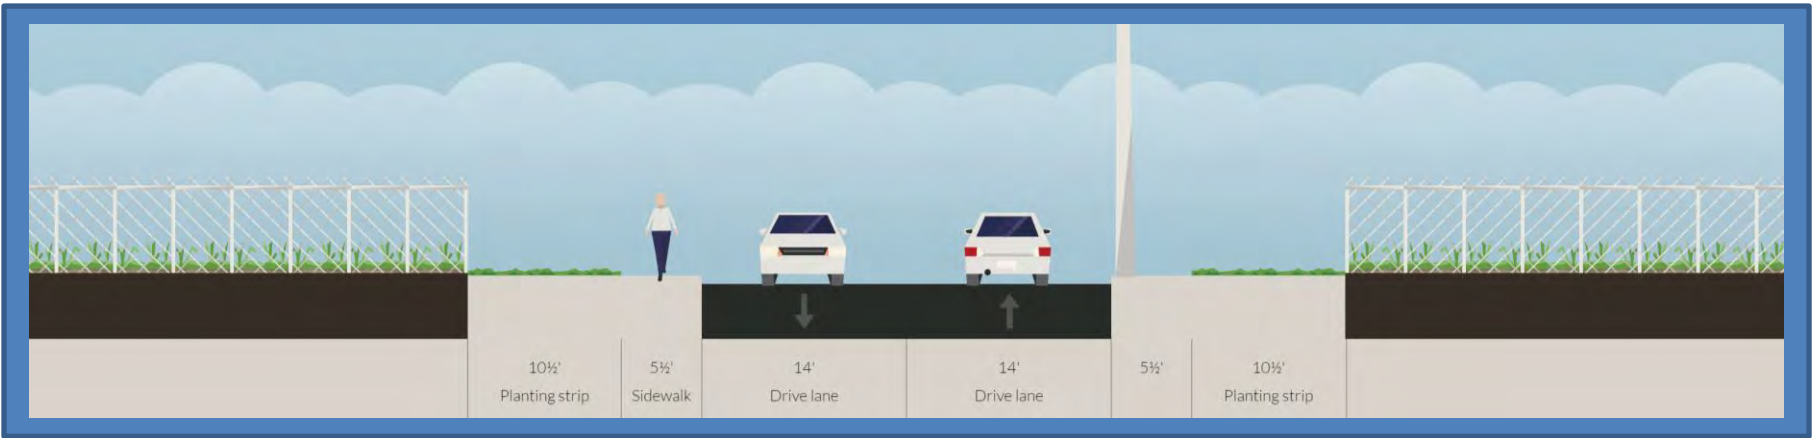 10½' 5½' 14' 14' 5½' 10½'
Planting strip Sidewalk Drive lane Drive lane Planting strip